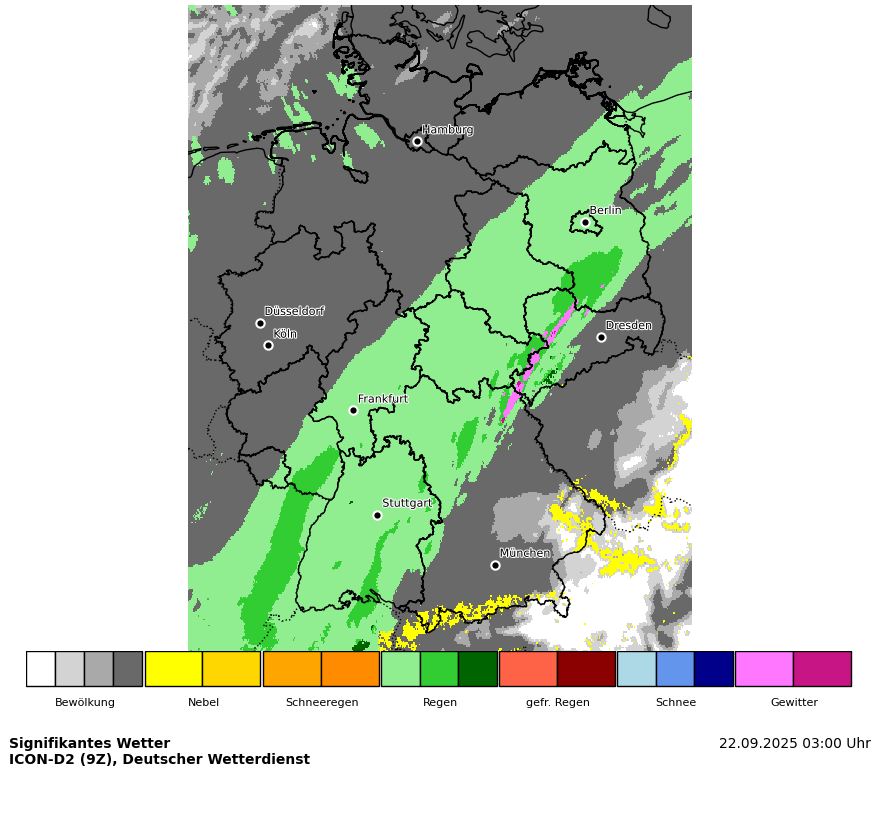 Hamburg
Berlin
Düsseldorf
Köln
Dresden
Frankfurt
Stuttgart
München
Bewölkung Nebel Schneeregen Regen gefr. Regen Schnee Gewitter
Signifikantes Wetter 22.09.2025 03:00 Uhr
ICON-D2 (9Z), Deutscher Wetterdienst